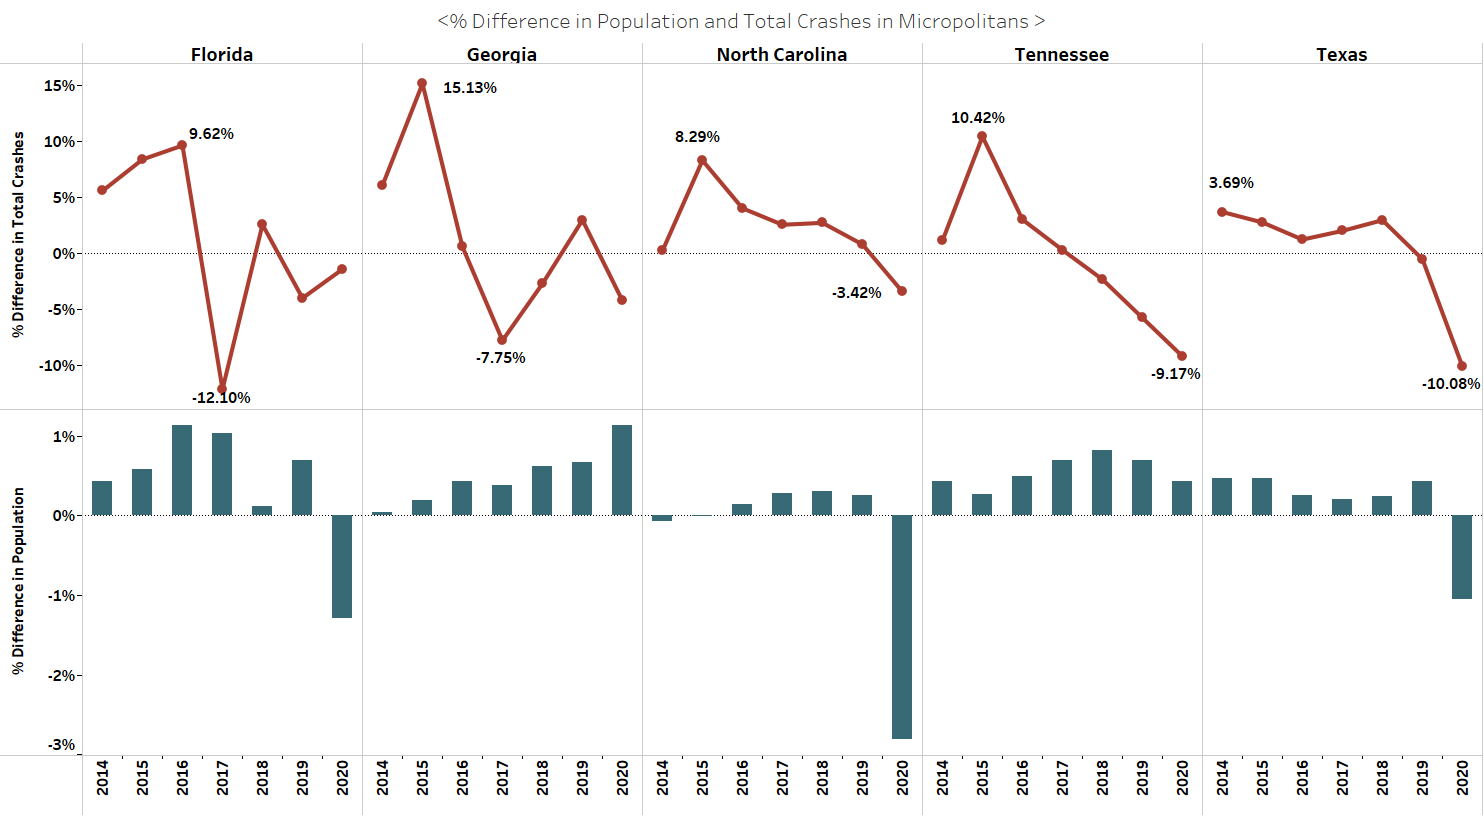 <% Difference in Population and Total Crashes in Micropolitans >
Florida
Georgia
North Carolina
Tennessee
Texas
% Difference in Total Crashes
15%
10%
5%
0%
-5%
-10%
9.62%
-12.10%
15.13%
-7.75%
8.29%
-3.42%
10.42%
-9.17%
3.69%
-10.08%
% Difference in Population
1%
0%
-1%
-2%
-3%
2014 2015 2016 2017 2018 2019 2020 2014 2015 2016 2017 2018 2019 2020 2014 2015 2016 2017 2018 2019 2020 2014 2015 2016 2017 2018 2019 2020 2014 2015 2016 2017 2018 2019 2020